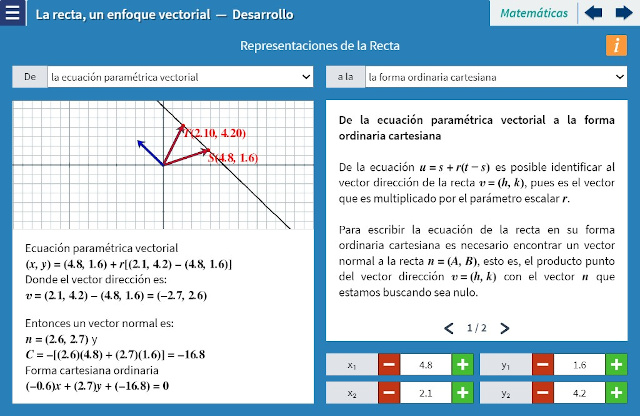 La recta, un enfoque vectorial — Desarrollo
Matemáticas
Representaciones de la Recta
i
De
la ecuación paramétrica vectorial
a la
la forma ordinaria cartesiana
T(2.10, 4.20)
S(4.8, 1.6)
Ecuación paramétrica vectorial
(x, y) = (4.8, 1.6) + r[(2.1, 4.2) − (4.8, 1.6)]
Donde el vector dirección es:
v = (2.1, 4.2) − (4.8, 1.6) = (−2.7, 2.6)
Entonces un vector normal es:
n = (2.6, 2.7) y
C = −[(2.6)(4.8) + (2.7)(1.6)] = −16.8
Forma cartesiana ordinaria
(−0.6)x + (2.7)y + (−16.8) = 0
De la ecuación paramétrica vectorial a la forma
ordinaria cartesiana
De la ecuación u = s + r(t − s) es posible identificar al
vector dirección de la recta v = (h, k), pues es el vector
que es multiplicado por el parámetro escalar r.
Para escribir la ecuación de la recta en su forma
ordinaria cartesiana es necesario encontrar un vector
normal a la recta n = (A, B), esto es, el producto punto
del vector dirección v = (h, k) con el vector n que
estamos buscando sea nulo.
1 / 2
x₁ − 4.8 + y₁ − 1.6 +
x₂ − 2.1 + y₂ − 4.2 +